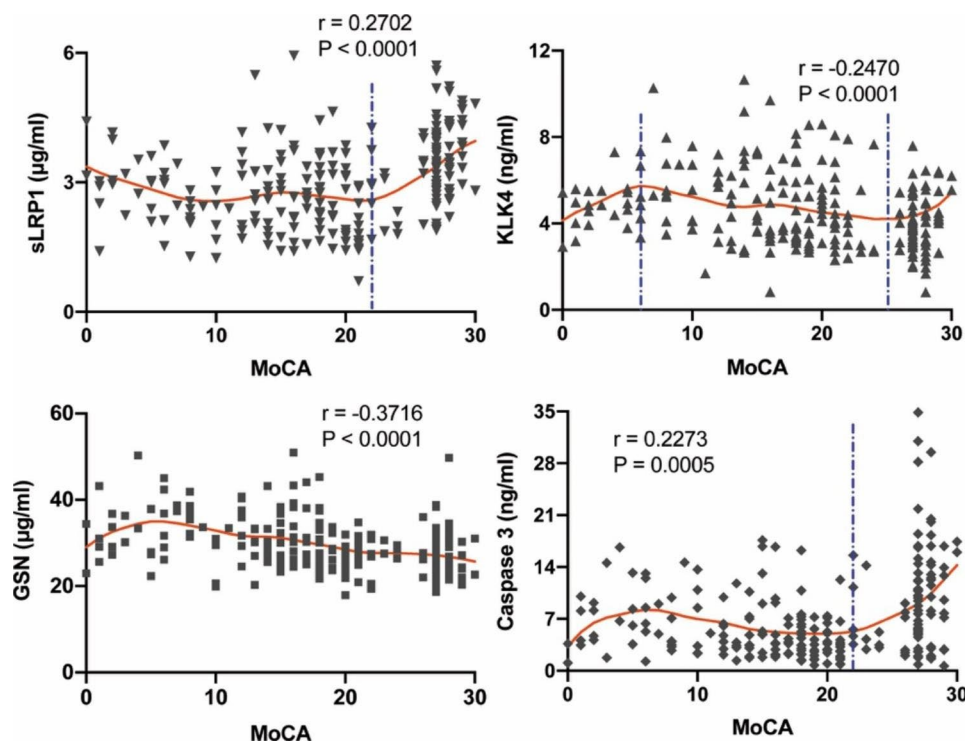 r = 0.2702
P < 0.0001
sLRP1 (µg/ml)
6
3
0
0 10 20 30
MoCA
r = -0.2470
P < 0.0001
KLK4 (ng/ml)
12
8
4
0
0 10 20 30
MoCA
r = -0.3716
P < 0.0001
GSN (µg/ml)
60
40
20
0
0 10 20 30
MoCA
r = 0.2273
P = 0.0005
Caspase 3 (ng/ml)
35
28
21
14
7
0
0 10 20 30
MoCA